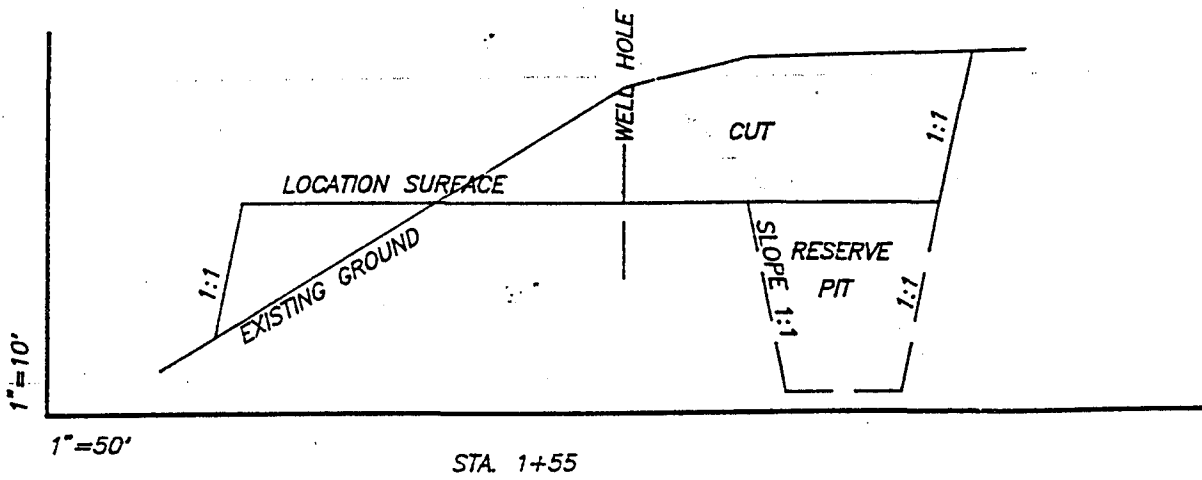 WELL HOLE
CUT
1:1
LOCATION SURFACE
1:1
EXISTING GROUND
SLOPE 1:1
RESERVE
PIT
1:1
1"=10'
1"=50'
STA. 1+55